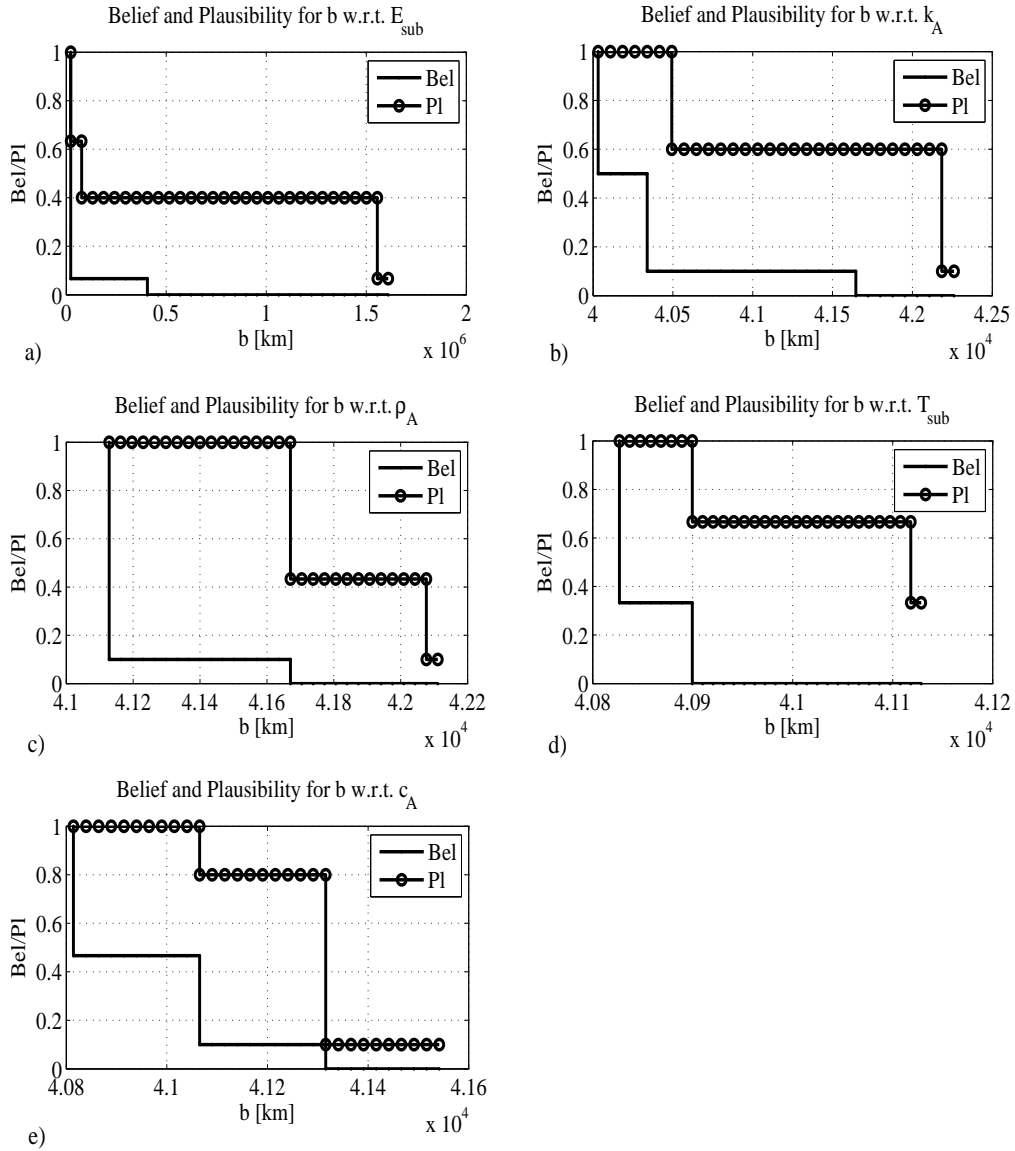 Belief and Plausibility for b w.r.t. E_sub
Bel/Pl
1
0.8
0.6
0.4
0.2
0
Bel
Pl
0 0.5 1 1.5 2
b [km]
x 10^6
a)
Belief and Plausibility for b w.r.t. k_A
Bel/Pl
1
0.8
0.6
0.4
0.2
0
Bel
Pl
4 4.05 4.1 4.15 4.2 4.25
b [km]
x 10^4
b)
Belief and Plausibility for b w.r.t. ρ_A
Bel/Pl
1
0.8
0.6
0.4
0.2
0
Bel
Pl
4.1 4.12 4.14 4.16 4.18 4.2 4.22
b [km]
x 10^4
c)
Belief and Plausibility for b w.r.t. T_sub
Bel/Pl
1
0.8
0.6
0.4
0.2
0
Bel
Pl
4.08 4.09 4.1 4.11 4.12
b [km]
x 10^4
d)
Belief and Plausibility for b w.r.t. c_A
Bel/Pl
1
0.8
0.6
0.4
0.2
0
Bel
Pl
4.08 4.1 4.12 4.14 4.16
b [km]
x 10^4
e)